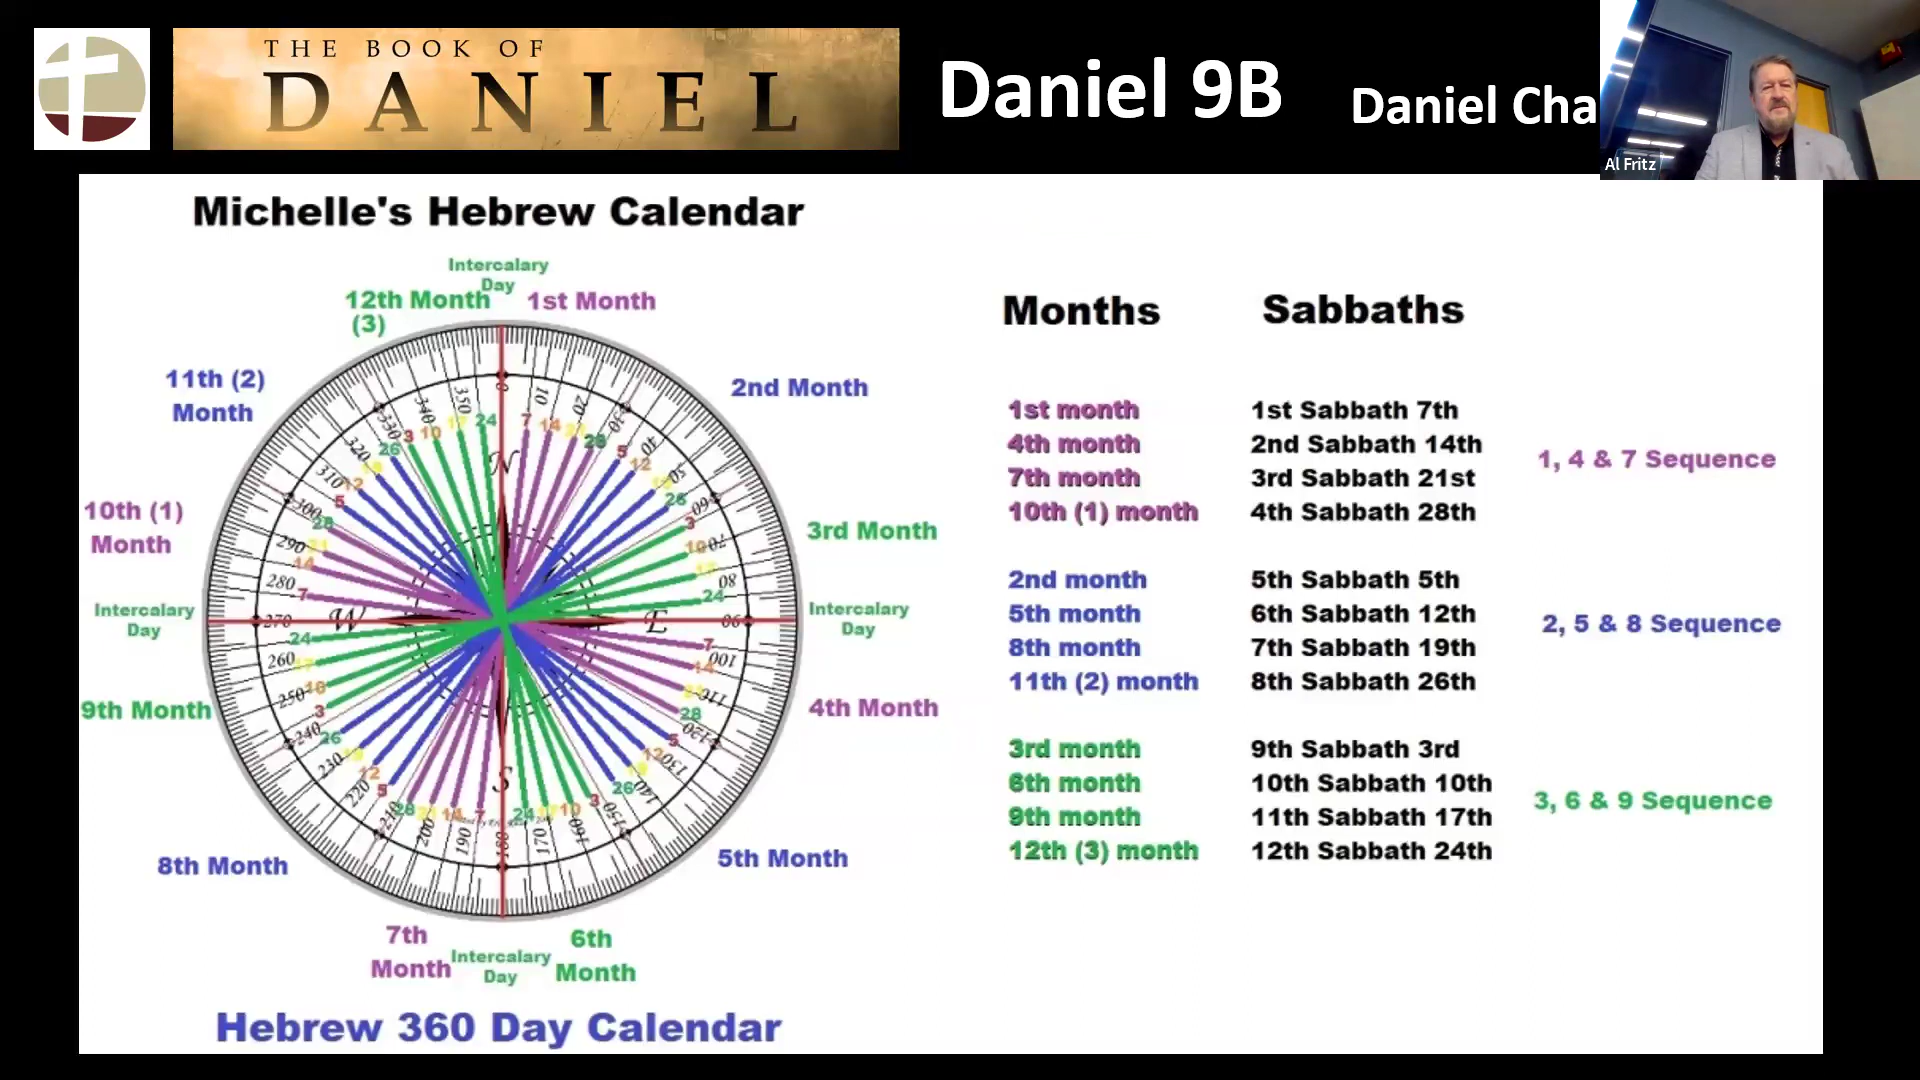 THE BOOK OF
DANIEL
Daniel 9B
Daniel Cha
Al Fritz
Michelle's Hebrew Calendar
Intercalary
Day
12th Month
(3)
1st Month
11th (2)
Month
2nd Month
10th (1)
Month
3rd Month
Intercalary
Day
Intercalary
Day
9th Month
4th Month
8th Month
5th Month
7th
Month
Intercalary
Day
6th
Month
N
E
S
W
Hebrew 360 Day Calendar
Months Sabbaths
1st month 1st Sabbath 7th
4th month 2nd Sabbath 14th
7th month 3rd Sabbath 21st
10th (1) month 4th Sabbath 28th
1, 4 & 7 Sequence
2nd month 5th Sabbath 5th
5th month 6th Sabbath 12th
8th month 7th Sabbath 19th
11th (2) month 8th Sabbath 26th
2, 5 & 8 Sequence
3rd month 9th Sabbath 3rd
6th month 10th Sabbath 10th
9th month 11th Sabbath 17th
12th (3) month 12th Sabbath 24th
3, 6 & 9 Sequence